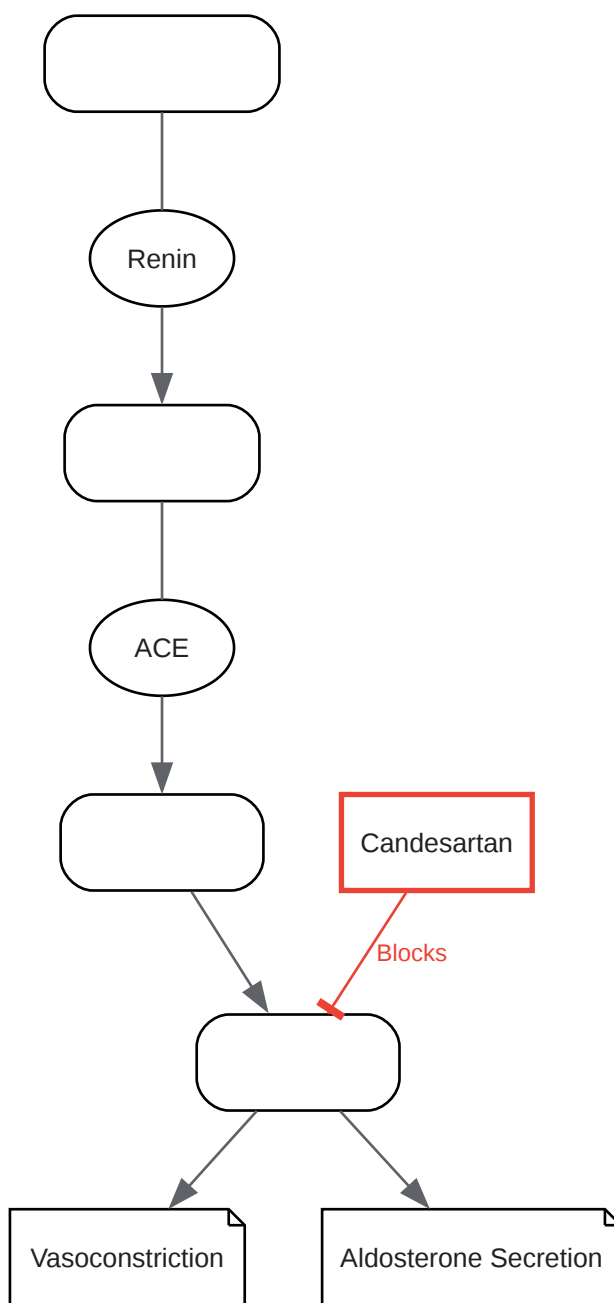 Renin
ACE
Candesartan
Blocks
Vasoconstriction
Aldosterone Secretion